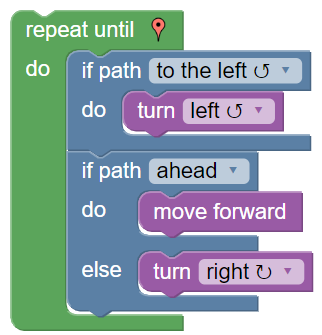 repeat until
do if path to the left ↺
do turn left ↺
if path ahead
do move forward
else turn right ↻